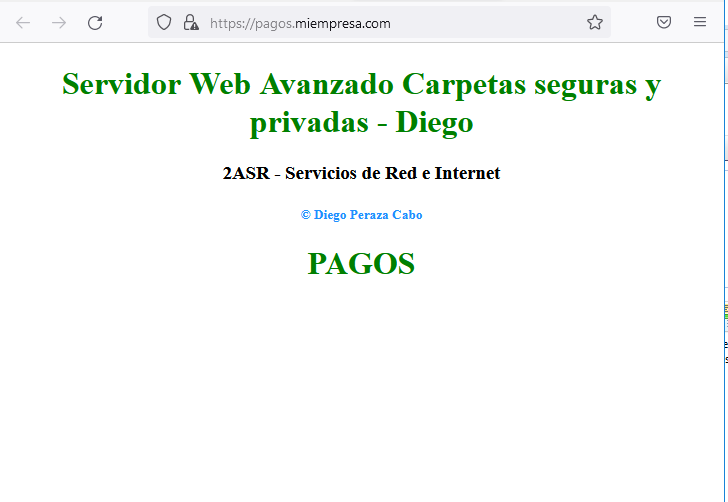 https://pagos.miempresa.com
Servidor Web Avanzado Carpetas seguras y
privadas - Diego
2ASR - Servicios de Red e Internet
© Diego Peraza Cabo
PAGOS